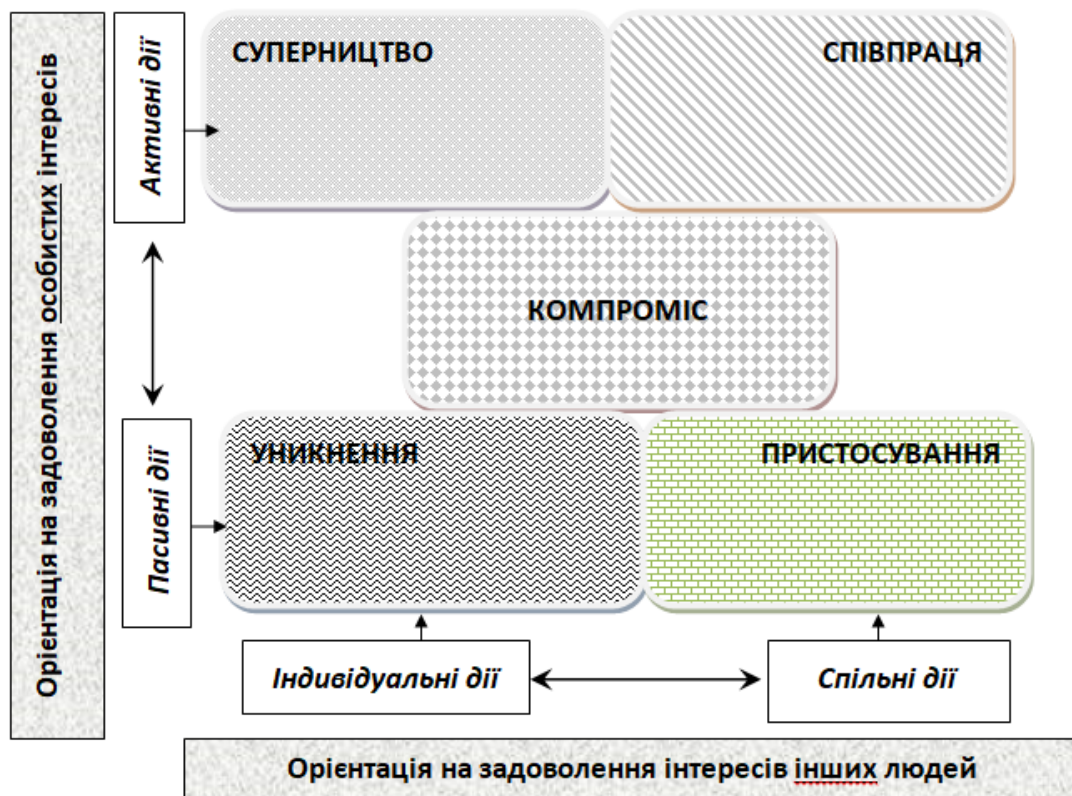 Орієнтація на задоволення особистих інтересів
Активні дії
СУПЕРНИЦТВО
СПІВПРАЦЯ
КОМПРОМІС
Пасивні дії
УНИКНЕННЯ
ПРИСТОСУВАННЯ
Індивідуальні дії
Спільні дії
Орієнтація на задоволення інтересів інших людей